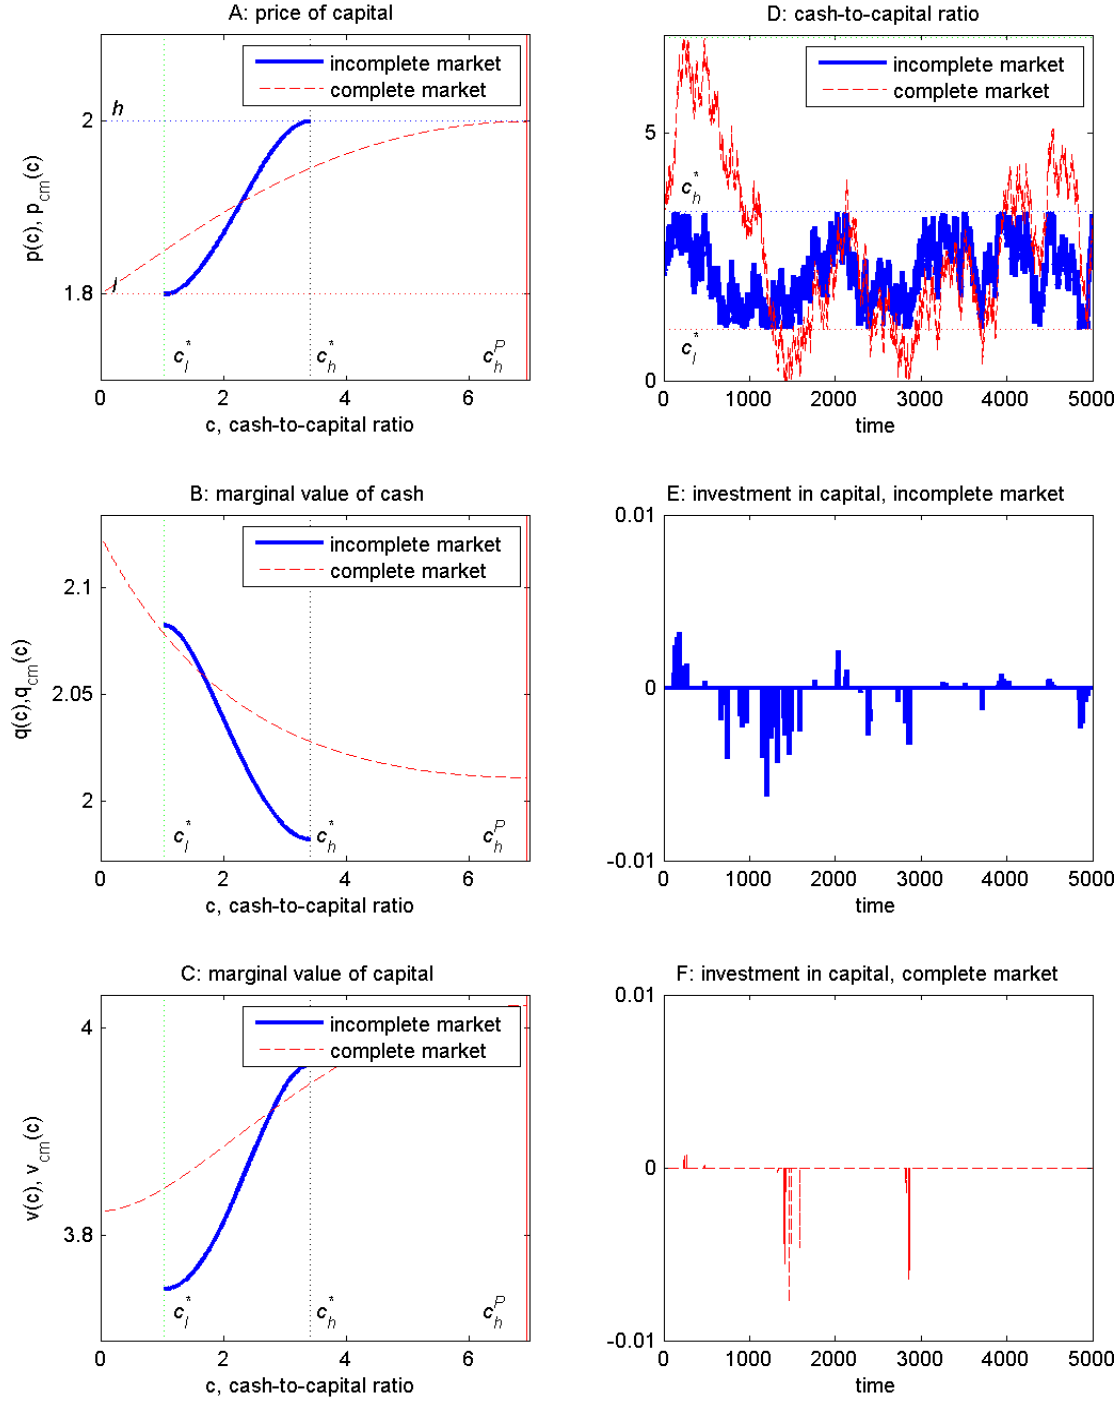 A: price of capital
incomplete market
complete market
h
l
2
1.8
p(c), p_cm(c)
c_l^*
c_h^*
c_h^P
0
2
4
6
c, cash-to-capital ratio
D: cash-to-capital ratio
incomplete market
complete market
5
0
c_h^*
c_l^*
0
1000
2000
3000
4000
5000
time
B: marginal value of cash
incomplete market
complete market
2.1
2.05
2
q(c),q_cm(c)
c_l^*
c_h^*
c_h^P
0
2
4
6
c, cash-to-capital ratio
E: investment in capital, incomplete market
0.01
0
-0.01
0
1000
2000
3000
4000
5000
time
C: marginal value of capital
incomplete market
complete market
4
3.8
v(c), v_cm(c)
c_l^*
c_h^*
c_h^P
0
2
4
6
c, cash-to-capital ratio
F: investment in capital, complete market
0.01
0
-0.01
0
1000
2000
3000
4000
5000
time